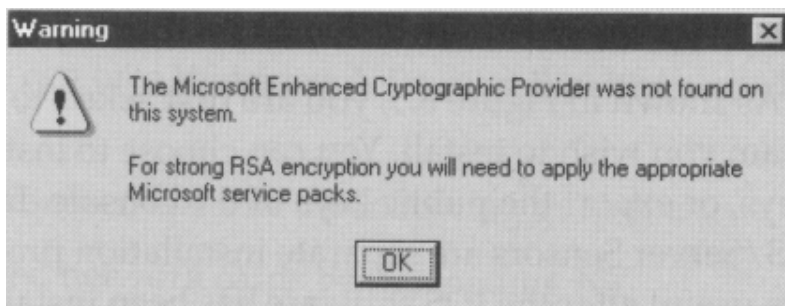 Warning
The Microsoft Enhanced Cryptographic Provider was not found on
this system.
For strong RSA encryption you will need to apply the appropriate
Microsoft service packs.
OK